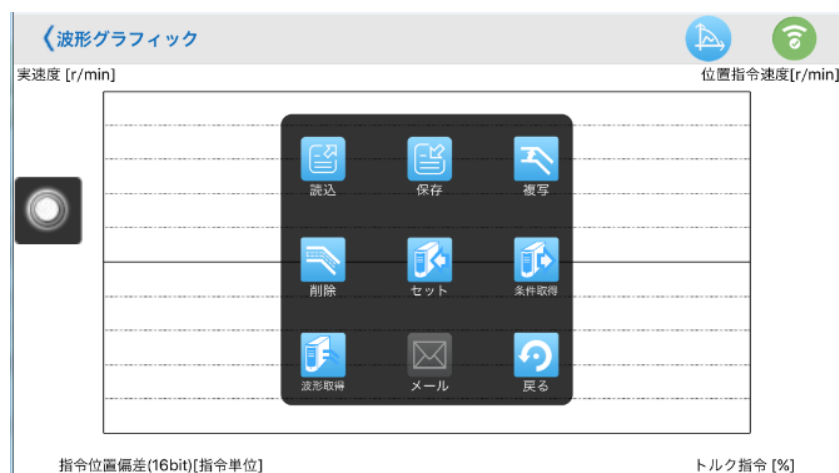 波形グラフィック
実速度 [r/min]
位置指令速度[r/min]
読込
保存
複写
削除
セット
条件取得
波形取得
メール
戻る
指令位置偏差(16bit)[指令単位]
トルク指令 [%]